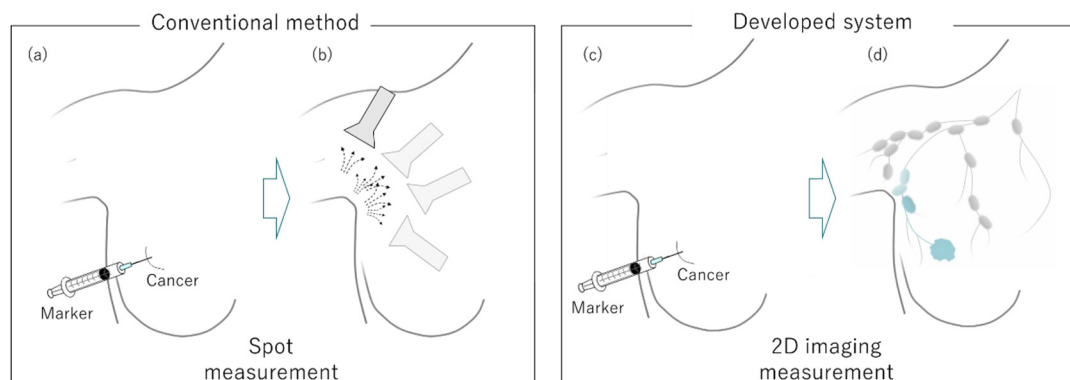 Conventional method
(a)
(b)
Cancer
Marker
Spot
measurement
Developed system
(c)
(d)
Cancer
Marker
2D imaging
measurement